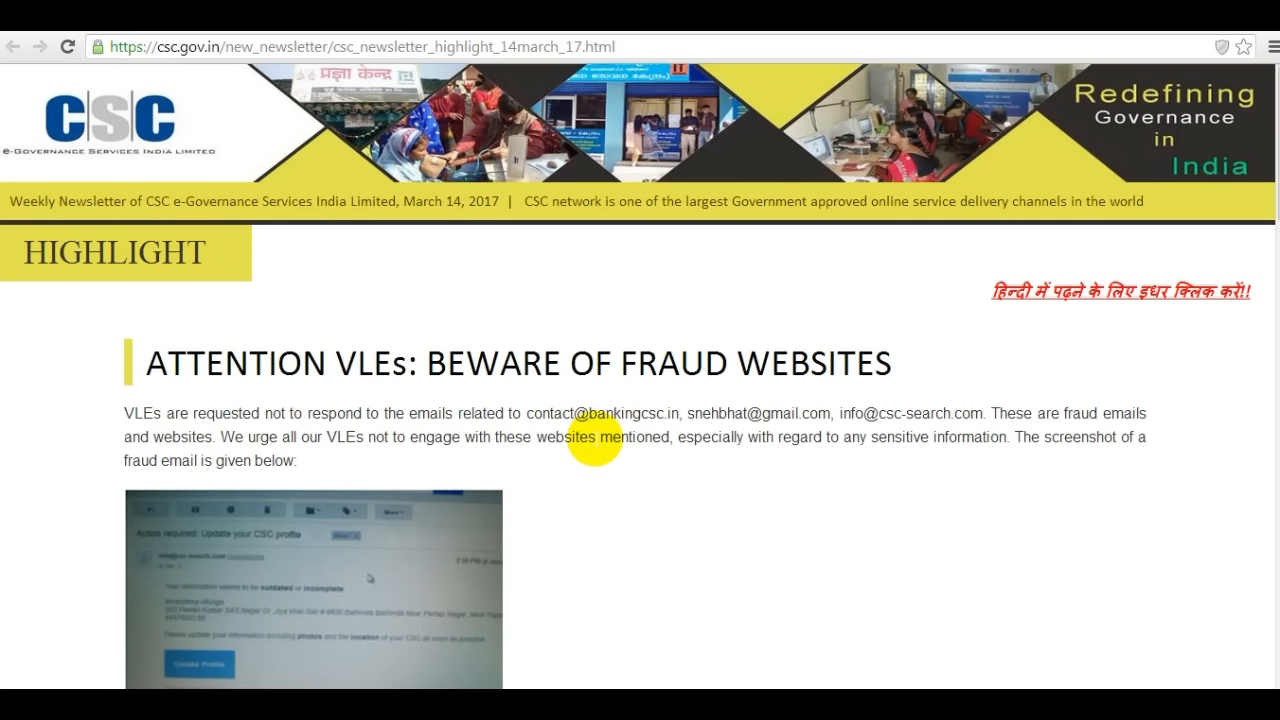 https://csc.gov.in/new_newsletter/csc_newsletter_highlight_14march_17.html
CSC
e-GOVERNANCE SERVICES INDIA LIMITED
प्रज्ञा केन्द्र
Redefining
Governance
in
India
Weekly Newsletter of CSC e-Governance Services India Limited, March 14, 2017 | CSC network is one of the largest Government approved online service delivery channels in the world
HIGHLIGHT
हिन्दी में पढ़ने के लिए इधर क्लिक करें!!
ATTENTION VLEs: BEWARE OF FRAUD WEBSITES
VLEs are requested not to respond to the emails related to contact@bankingcsc.in, snehbhat@gmail.com, info@csc-search.com. These are fraud emails
and websites. We urge all our VLEs not to engage with these websites mentioned, especially with regard to any sensitive information. The screenshot of a
fraud email is given below:
Action required: Update your CSC profile
info@csc-search.com
Your information seems to be outdated or incomplete
Please update your information including photos and the location of your CSC as soon as possible
Update Profile